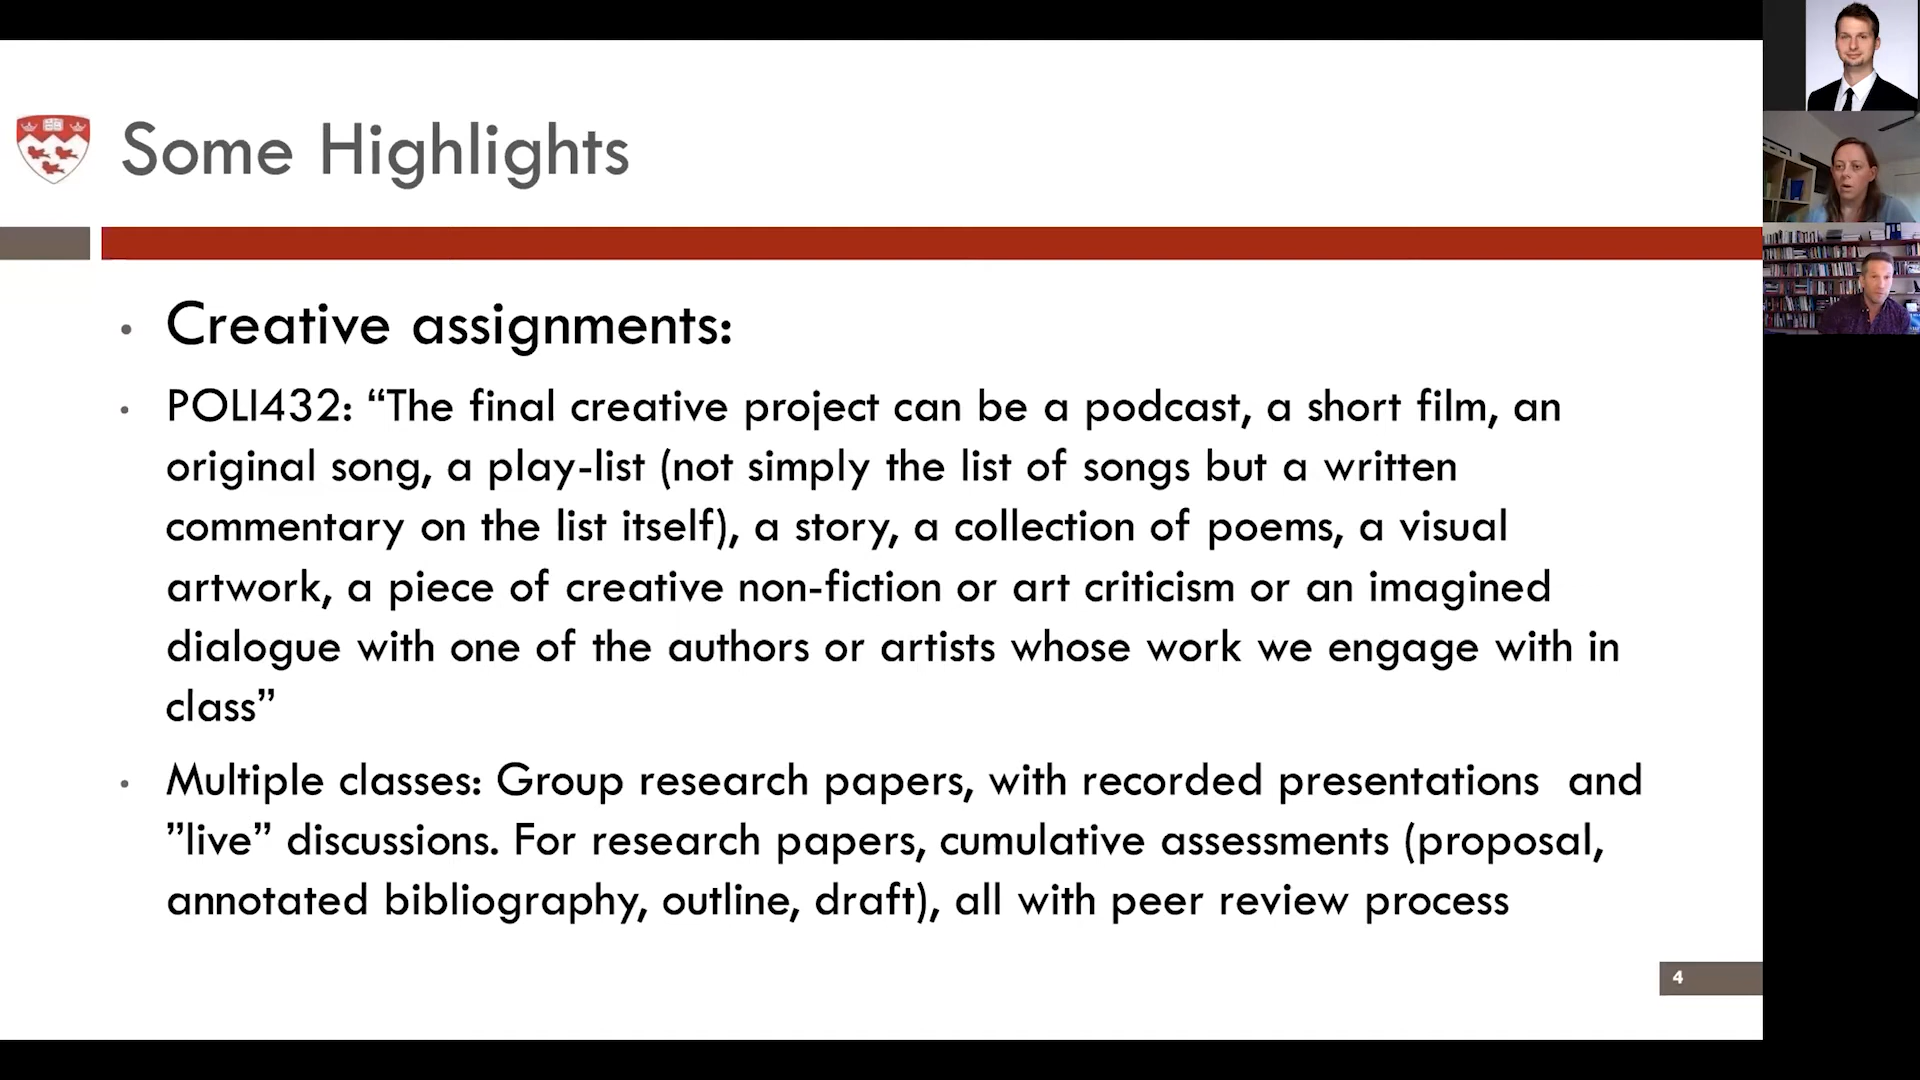 Some Highlights
• Creative assignments:
• POLI432: “The final creative project can be a podcast, a short film, an
original song, a play-list (not simply the list of songs but a written
commentary on the list itself), a story, a collection of poems, a visual
artwork, a piece of creative non-fiction or art criticism or an imagined
dialogue with one of the authors or artists whose work we engage with in
class”
• Multiple classes: Group research papers, with recorded presentations  and
”live” discussions. For research papers, cumulative assessments (proposal,
annotated bibliography, outline, draft), all with peer review process
4